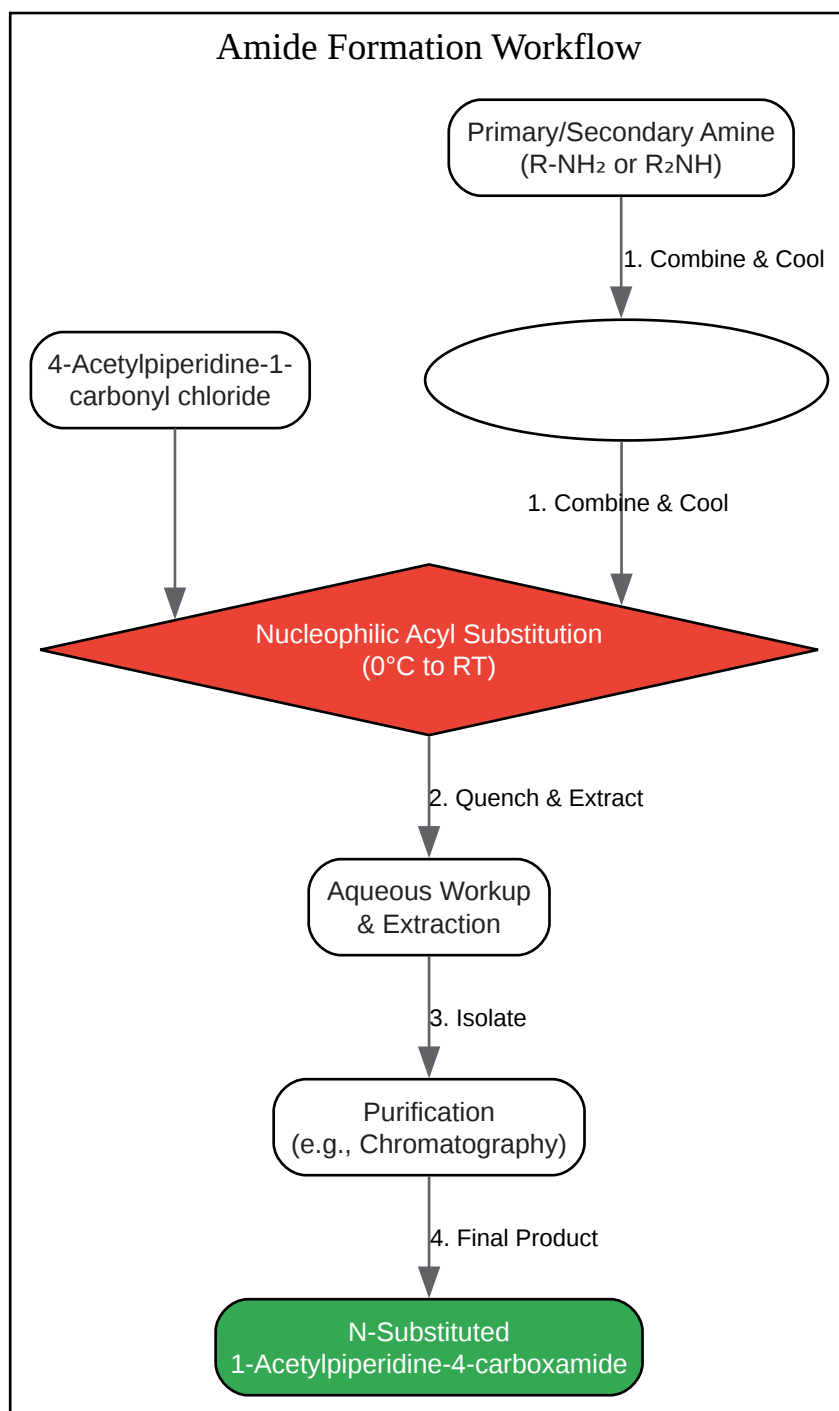 Amide Formation Workflow
Primary/Secondary Amine
(R-NH₂ or R₂NH)
1. Combine & Cool
4-Acetylpiperidine-1-
carbonyl chloride
1. Combine & Cool
Nucleophilic Acyl Substitution
(0°C to RT)
2. Quench & Extract
Aqueous Workup
& Extraction
3. Isolate
Purification
(e.g., Chromatography)
4. Final Product
N-Substituted
1-Acetylpiperidine-4-carboxamide